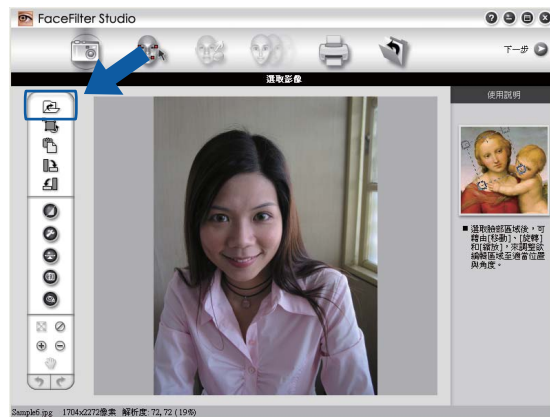 FaceFilter Studio
下一步
選取影像
使用說明
■ 選取臉部區域後，可
藉由[移動]、[旋轉]
和[縮放]，來調整欲
編輯區域至適當位置
與角度。
Sample6.jpg 1704x2272像素 解析度: 72, 72 (19%)